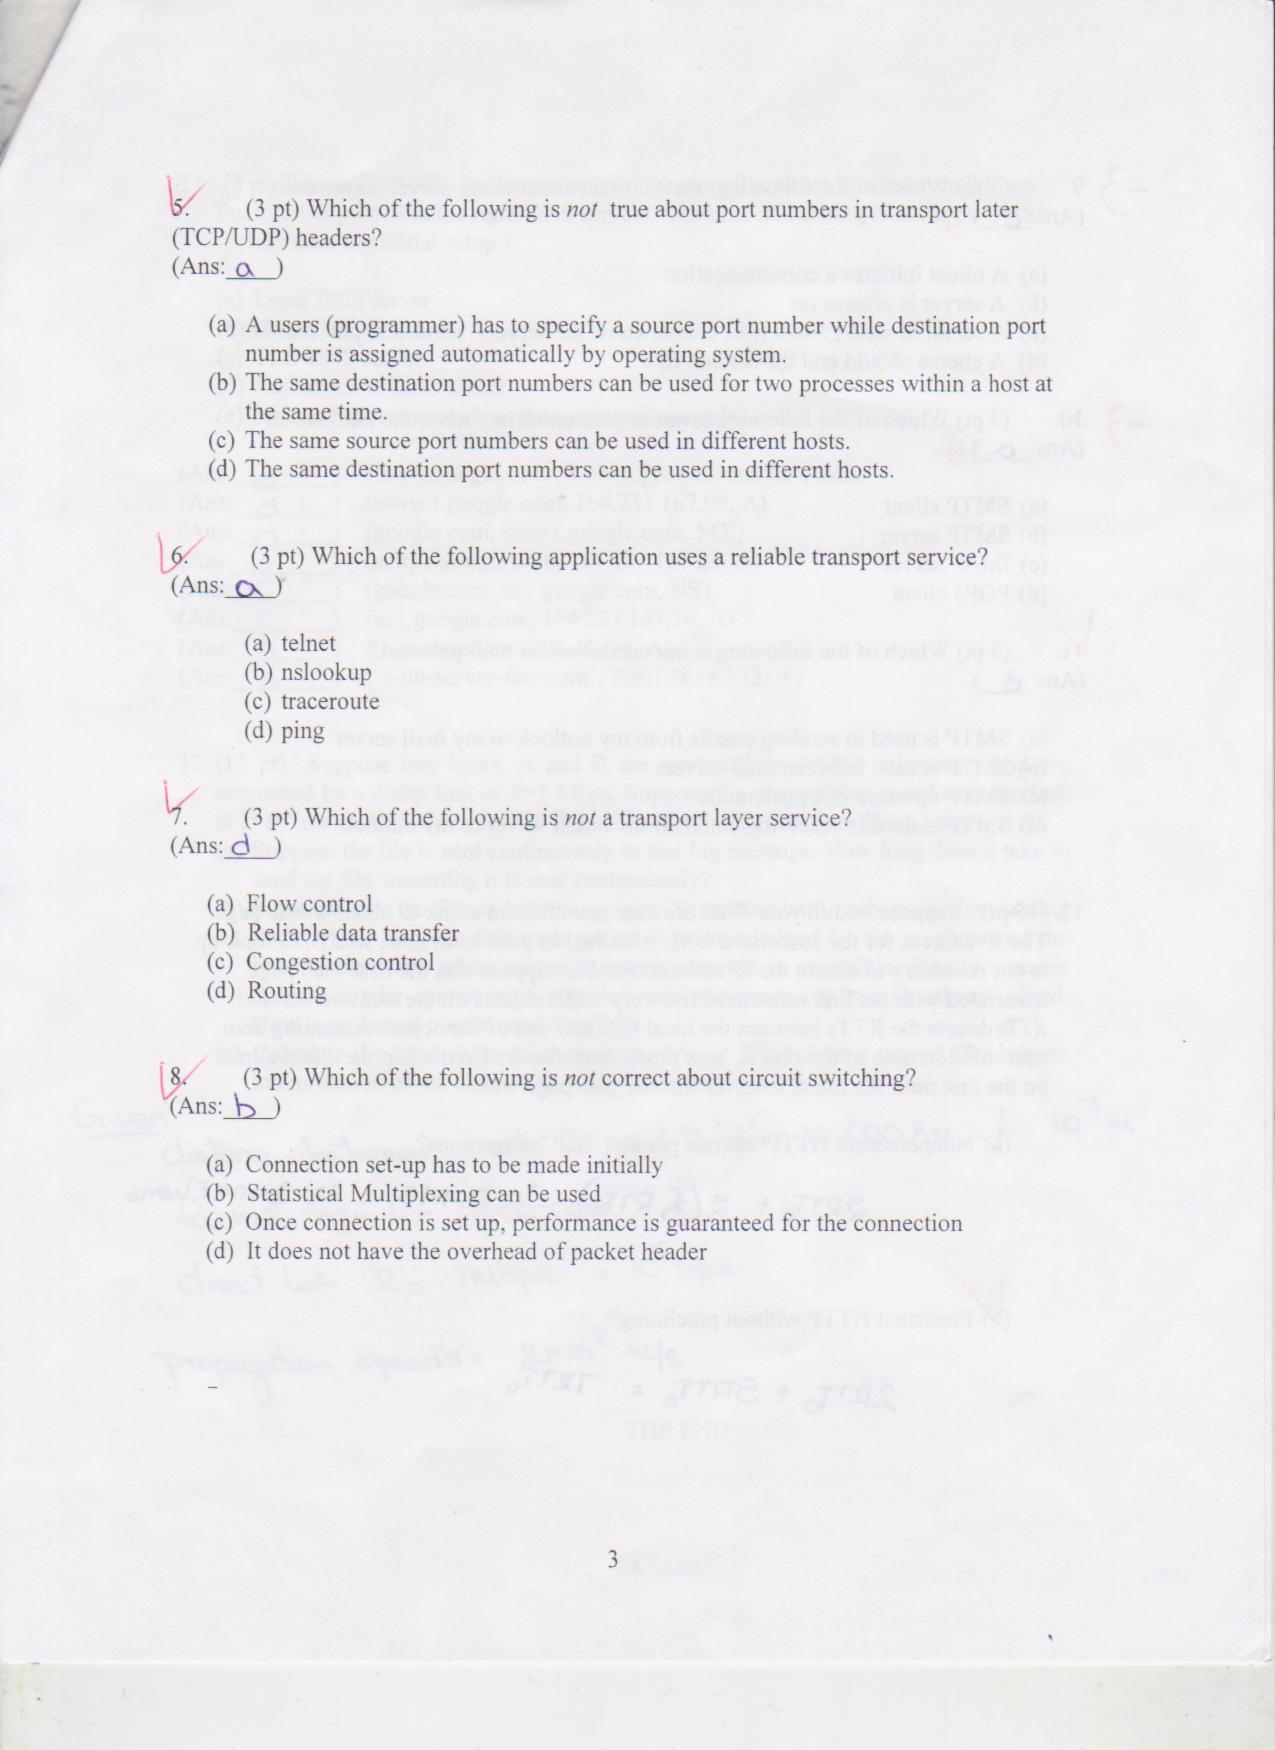 5. (3 pt) Which of the following is not true about port numbers in transport later
(TCP/UDP) headers?
(Ans: a )
(a) A users (programmer) has to specify a source port number while destination port
number is assigned automatically by operating system.
(b) The same destination port numbers can be used for two processes within a host at
the same time.
(c) The same source port numbers can be used in different hosts.
(d) The same destination port numbers can be used in different hosts.
6. (3 pt) Which of the following application uses a reliable transport service?
(Ans: a )
(a) telnet
(b) nslookup
(c) traceroute
(d) ping
7. (3 pt) Which of the following is not a transport layer service?
(Ans: d )
(a) Flow control
(b) Reliable data transfer
(c) Congestion control
(d) Routing
8. (3 pt) Which of the following is not correct about circuit switching?
(Ans: b )
(a) Connection set-up has to be made initially
(b) Statistical Multiplexing can be used
(c) Once connection is set up, performance is guaranteed for the connection
(d) It does not have the overhead of packet header
3